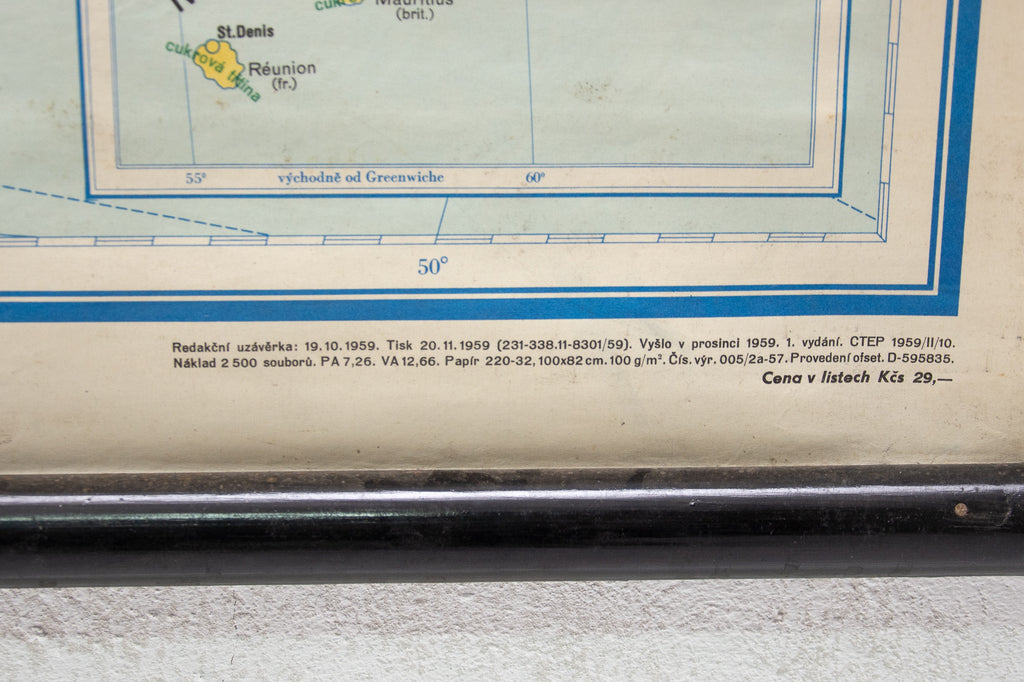 Mauritius
(brit.)
St.Denis
cukrová třtina
Réunion
(fr.)
55° východně od Greenwiche 60°
50°
Redakční uzávěrka: 19.10.1959. Tisk 20.11.1959 (231-338.11-8301/59). Vyšlo v prosinci 1959. 1. vydání. CTEP 1959/II/10.
Náklad 2 500 souborů. PA 7,26. VA 12,66. Papír 220-32, 100x82 cm. 100 g/m². Čís. výr. 005/2a-57. Provedení ofset. D-595835.
Cena v listech Kčs 29,—